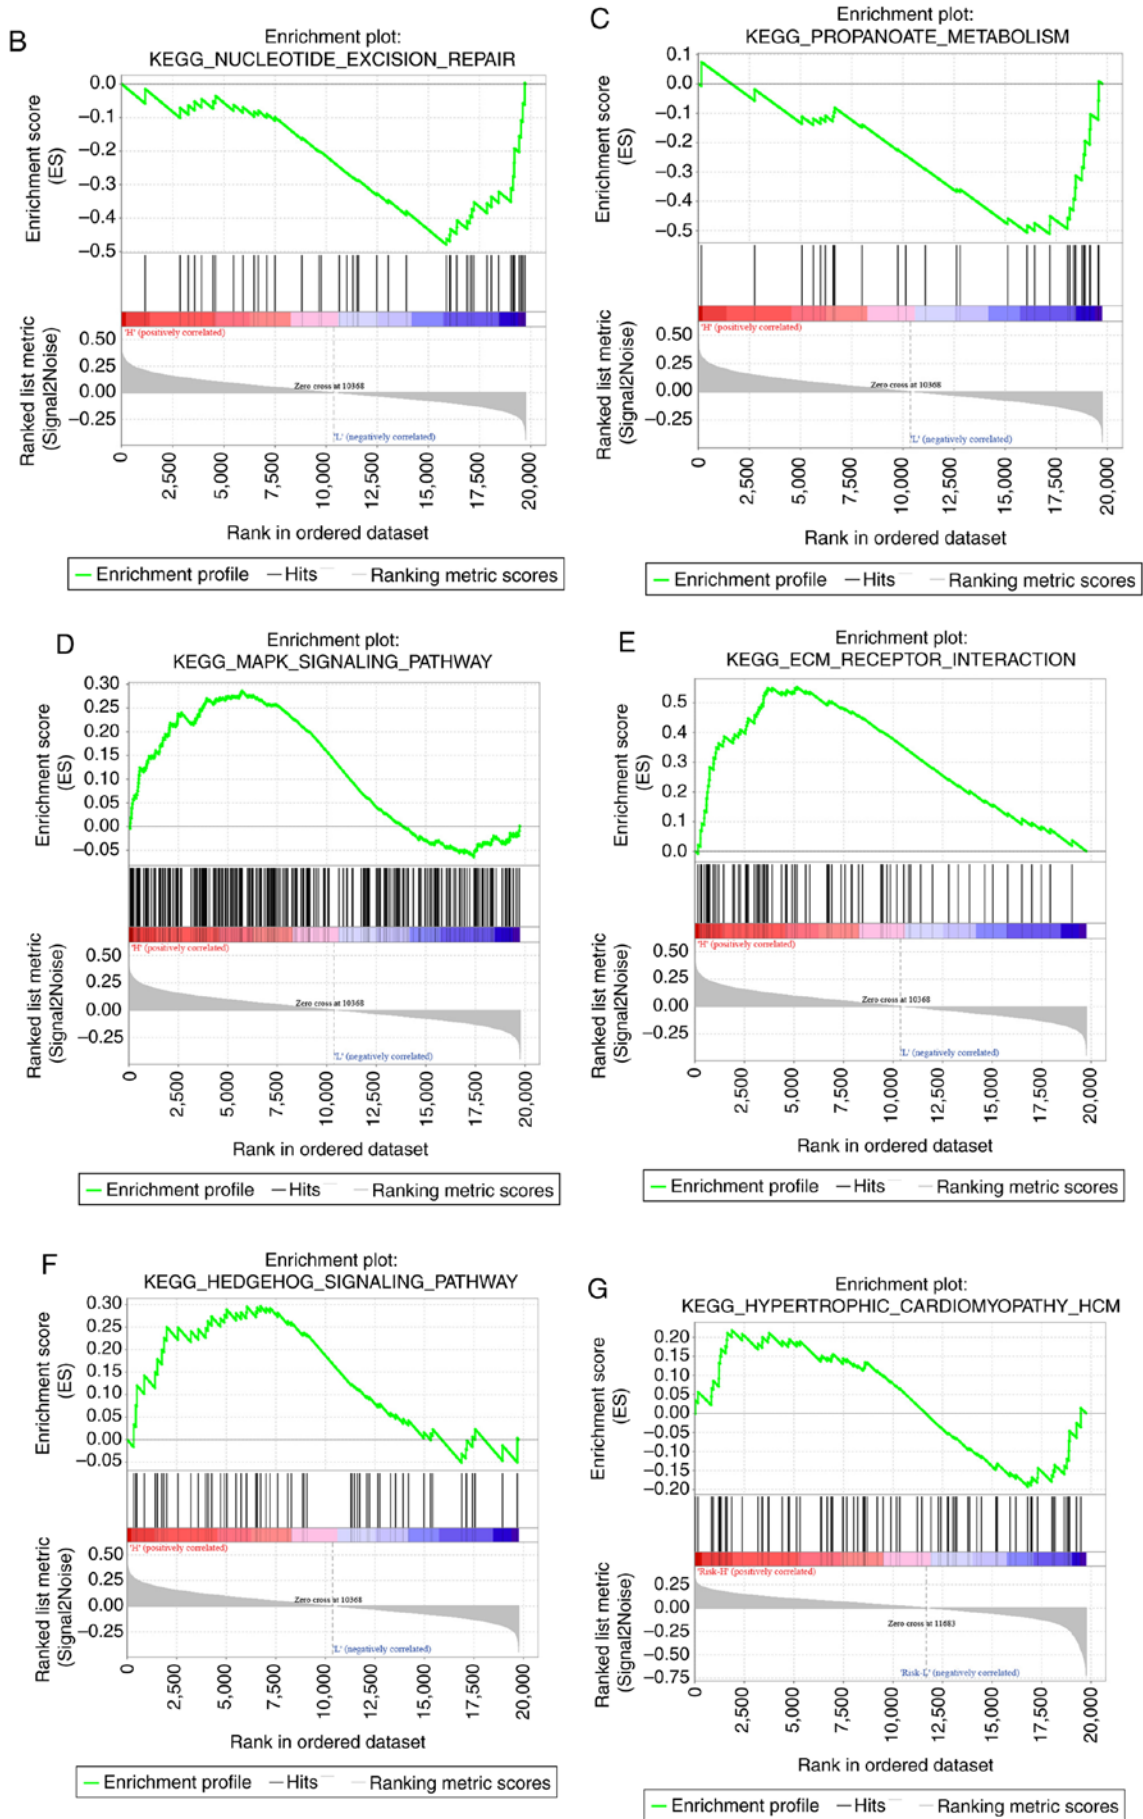 B
Enrichment plot:
KEGG_NUCLEOTIDE_EXCISION_REPAIR
Enrichment score
(ES)
0.0
−0.1
−0.2
−0.3
−0.4
−0.5
'H' (positively correlated)
Ranked list metric
(Signal2Noise)
0.50
0.25
0.00
−0.25
Zero cross at 10368
'L' (negatively correlated)
0
2,500
5,000
7,500
10,000
12,500
15,000
17,500
20,000
Rank in ordered dataset
Enrichment profile
Hits
Ranking metric scores
C
Enrichment plot:
KEGG_PROPANOATE_METABOLISM
Enrichment score
(ES)
0.1
0.0
−0.1
−0.2
−0.3
−0.4
−0.5
'H' (positively correlated)
Ranked list metric
(Signal2Noise)
0.50
0.25
0.00
−0.25
Zero cross at 10368
'L' (negatively correlated)
0
2,500
5,000
7,500
10,000
12,500
15,000
17,500
20,000
Rank in ordered dataset
Enrichment profile
Hits
Ranking metric scores
D
Enrichment plot:
KEGG_MAPK_SIGNALING_PATHWAY
Enrichment score
(ES)
0.30
0.25
0.20
0.15
0.10
0.05
0.00
−0.05
'H' (positively correlated)
Ranked list metric
(Signal2Noise)
0.50
0.25
0.00
−0.25
Zero cross at 10368
'L' (negatively correlated)
0
2,500
5,000
7,500
10,000
12,500
15,000
17,500
20,000
Rank in ordered dataset
Enrichment profile
Hits
Ranking metric scores
E
Enrichment plot:
KEGG_ECM_RECEPTOR_INTERACTION
Enrichment score
(ES)
0.5
0.4
0.3
0.2
0.1
0.0
'H' (positively correlated)
Ranked list metric
(Signal2Noise)
0.50
0.25
0.00
−0.25
Zero cross at 10368
'L' (negatively correlated)
0
2,500
5,000
7,500
10,000
12,500
15,000
17,500
20,000
Rank in ordered dataset
Enrichment profile
Hits
Ranking metric scores
F
Enrichment plot:
KEGG_HEDGEHOG_SIGNALING_PATHWAY
Enrichment score
(ES)
0.30
0.25
0.20
0.15
0.10
0.05
0.00
−0.05
'H' (positively correlated)
Ranked list metric
(Signal2Noise)
0.50
0.25
0.00
−0.25
Zero cross at 10368
'L' (negatively correlated)
0
2,500
5,000
7,500
10,000
12,500
15,000
17,500
20,000
Rank in ordered dataset
Enrichment profile
Hits
Ranking metric scores
G
Enrichment plot:
KEGG_HYPERTROPHIC_CARDIOMYOPATHY_HCM
Enrichment score
(ES)
0.20
0.15
0.10
0.05
0.00
−0.05
−0.10
−0.15
−0.20
'Risk-H' (positively correlated)
Ranked list metric
(Signal2Noise)
0.25
0.00
−0.25
−0.50
−0.75
Zero cross at 11683
'Risk-L' (negatively correlated)
0
2,500
5,000
7,500
10,000
12,500
15,000
17,500
20,000
Rank in ordered dataset
Enrichment profile
Hits
Ranking metric scores